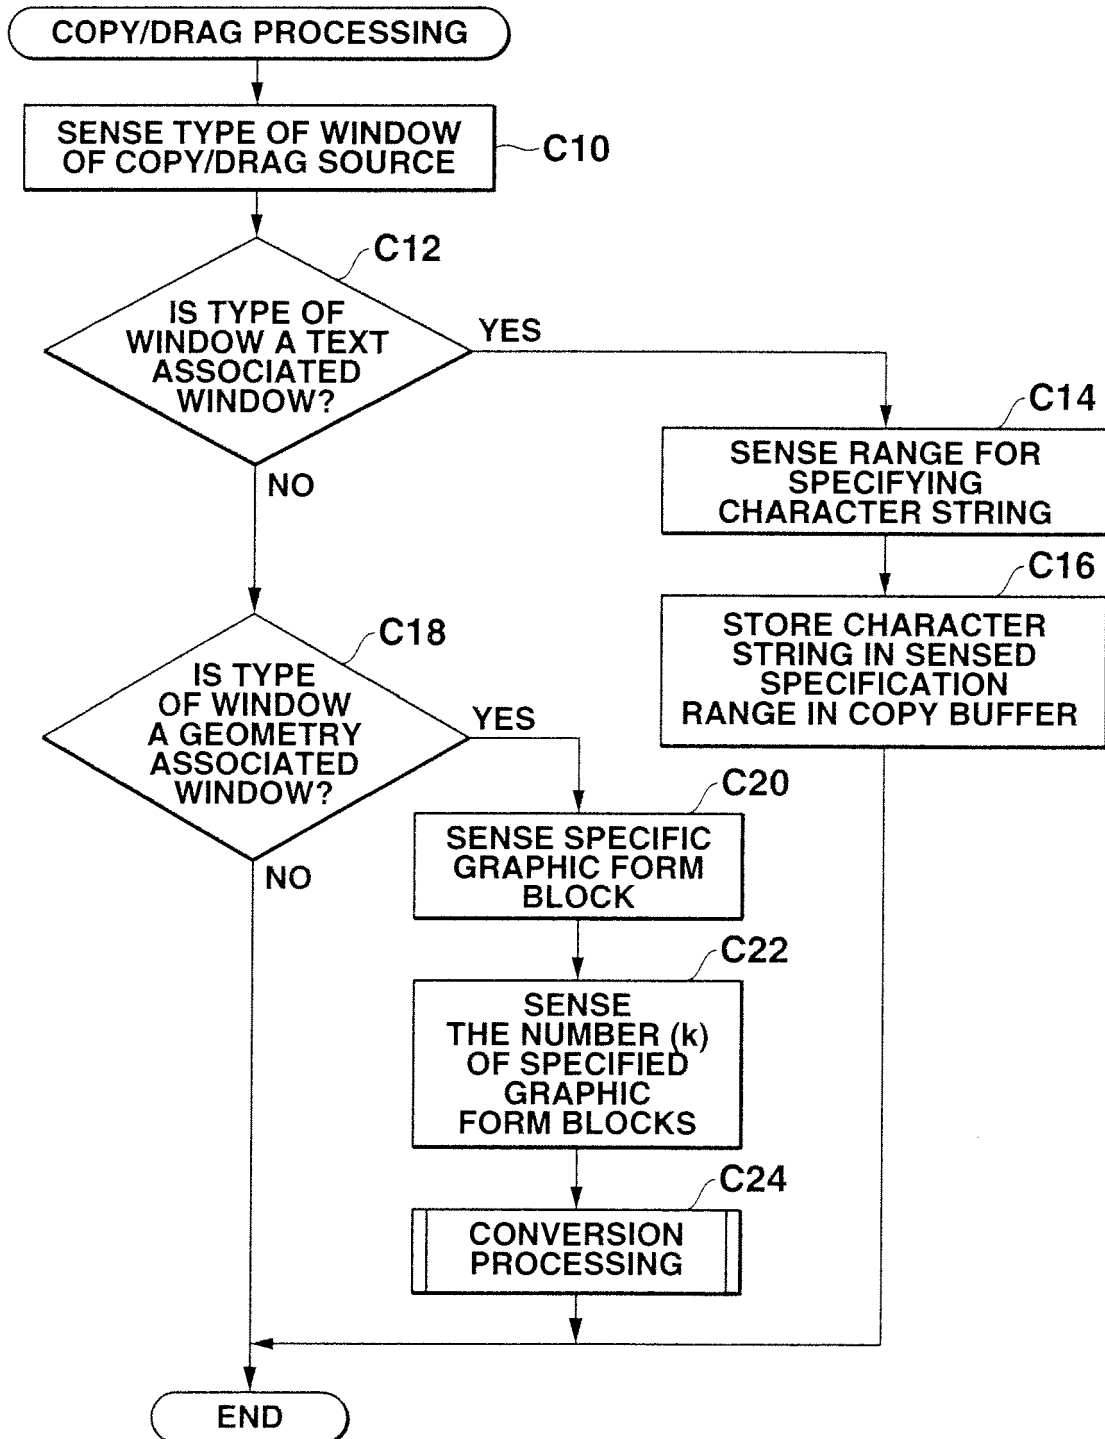 COPY/DRAG PROCESSING
SENSE TYPE OF WINDOW
OF COPY/DRAG SOURCE
C10
C12
IS TYPE OF
WINDOW A TEXT
ASSOCIATED
WINDOW?
YES
NO
C14
SENSE RANGE FOR
SPECIFYING
CHARACTER STRING
C16
STORE CHARACTER
STRING IN SENSED
SPECIFICATION
RANGE IN COPY BUFFER
C18
IS TYPE
OF WINDOW
A GEOMETRY
ASSOCIATED
WINDOW?
YES
NO
C20
SENSE SPECIFIC
GRAPHIC FORM
BLOCK
C22
SENSE
THE NUMBER (k)
OF SPECIFIED
GRAPHIC
FORM BLOCKS
C24
CONVERSION
PROCESSING
END